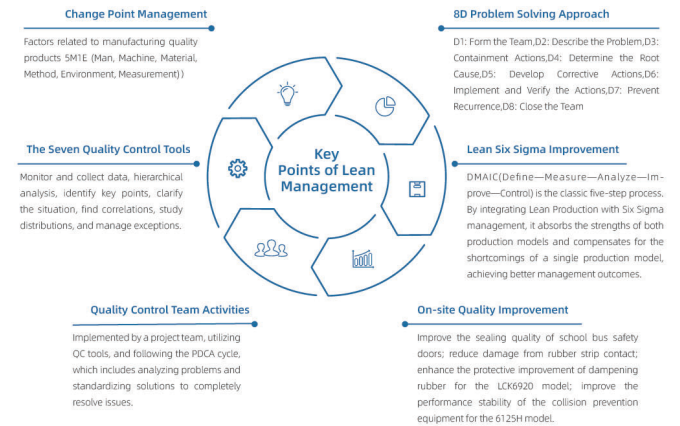 Change Point Management
Factors related to manufacturing quality
products 5M1E (Man, Machine, Material,
Method, Environment, Measurement) )
8D Problem Solving Approach
D1: Form the Team,D2: Describe the Problem,D3:
Containment Actions,D4: Determine the Root
Cause,D5: Develop Corrective Actions,D6:
Implement and Verify the Actions,D7: Prevent
Recurrence,D8: Close the Team
The Seven Quality Control Tools
Monitor and collect data, hierarchical
analysis, identify key points, clarify
the situation, find correlations, study
distributions, and manage exceptions.
Key
Points of Lean
Management
Lean Six Sigma Improvement
DMAIC(Define—Measure—Analyze—Im-
prove—Control) is the classic five-step process.
By integrating Lean Production with Six Sigma
management, it absorbs the strengths of both
production models and compensates for the
shortcomings of a single production model,
achieving better management outcomes.
Quality Control Team Activities
Implemented by a project team, utilizing
QC tools, and following the PDCA cycle,
which includes analyzing problems and
standardizing solutions to completely
resolve issues.
On-site Quality Improvement
Improve the sealing quality of school bus safety
doors; reduce damage from rubber strip contact;
enhance the protective improvement of dampening
rubber for the LCK6920 model; improve the
performance stability of the collision prevention
equipment for the 6125H model.